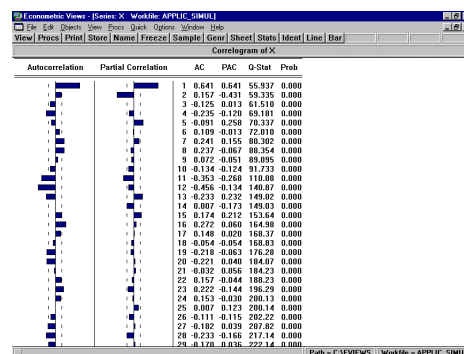 Econometric Views - [Series: X Workfile: APPLIC_SIMUL]
File Edit Objects View Procs Quick Options Window Help
View Procs Print Store Name Freeze Sample Genr Sheet Stats Ident Line Bar
Correlogram of X
Autocorrelation Partial Correlation AC PAC Q-Stat Prob
1 0.641 0.641 55.937 0.000
2 0.157 -0.431 59.335 0.000
3 -0.125 0.013 61.510 0.000
4 -0.235 -0.120 69.181 0.000
5 -0.091 0.258 70.337 0.000
6 0.109 -0.013 72.010 0.000
7 0.241 0.155 80.302 0.000
8 0.237 -0.067 88.354 0.000
9 0.072 -0.051 89.095 0.000
10 -0.134 -0.124 91.733 0.000
11 -0.353 -0.268 110.08 0.000
12 -0.456 -0.134 140.87 0.000
13 -0.233 0.232 149.02 0.000
14 0.007 -0.173 149.03 0.000
15 0.174 0.212 153.64 0.000
16 0.272 0.060 164.98 0.000
17 0.148 0.020 168.37 0.000
18 -0.054 -0.054 168.83 0.000
19 -0.218 -0.063 176.28 0.000
20 -0.221 0.040 184.07 0.000
21 -0.032 0.056 184.23 0.000
22 0.157 -0.044 188.23 0.000
23 0.222 -0.144 196.29 0.000
24 0.153 -0.030 200.13 0.000
25 0.007 0.123 200.14 0.000
26 -0.111 -0.115 202.22 0.000
27 -0.182 0.039 207.82 0.000
28 -0.233 -0.166 217.14 0.000
29 -0.170 0.036 222.14 0.000
Path = C:\EVIEWS Workfile = APPLIC_SIMUL